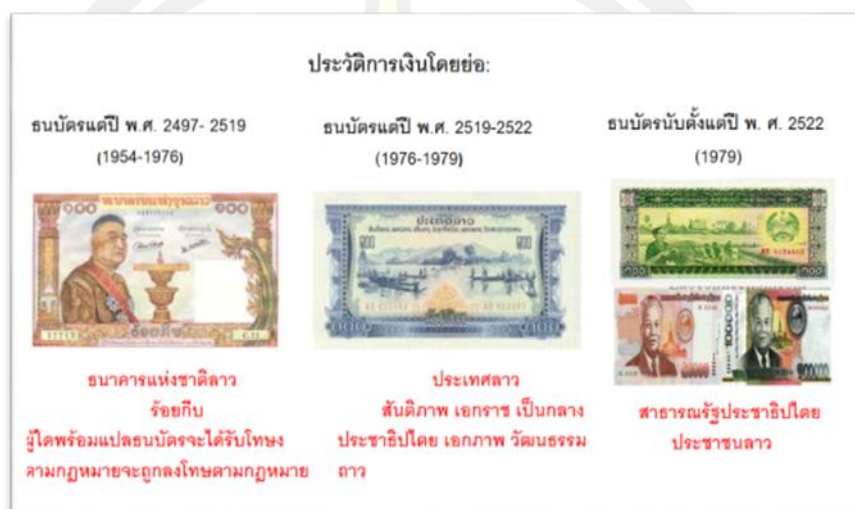 ประวัติการเงินโดยย่อ:
ธนบัตรแต่ปี พ.ศ. 2497- 2519
(1954-1976)
๑๐๐
๑๐๐
ร้อยกีบ
ธนาคารแห่งชาติลาว
ร้อยกีบ
ผู้ใดพร้อมแปลธนบัตรจะได้รับโทษง
ตามกฎหมายจะถูกลงโทษตามกฎหมาย
ธนบัตรแต่ปี พ.ศ. 2519-2522
(1976-1979)
ประเทศลาว
สันติภาพ เอกราช เป็นกลาง
ประชาธิปไตย เอกภาพ วัฒนธรรม
ถาว
ธนบัตรนับตั้งแต่ปี พ. ศ. 2522
(1979)
สาธารณรัฐประชาธิปไตย
ประชาชนลาว